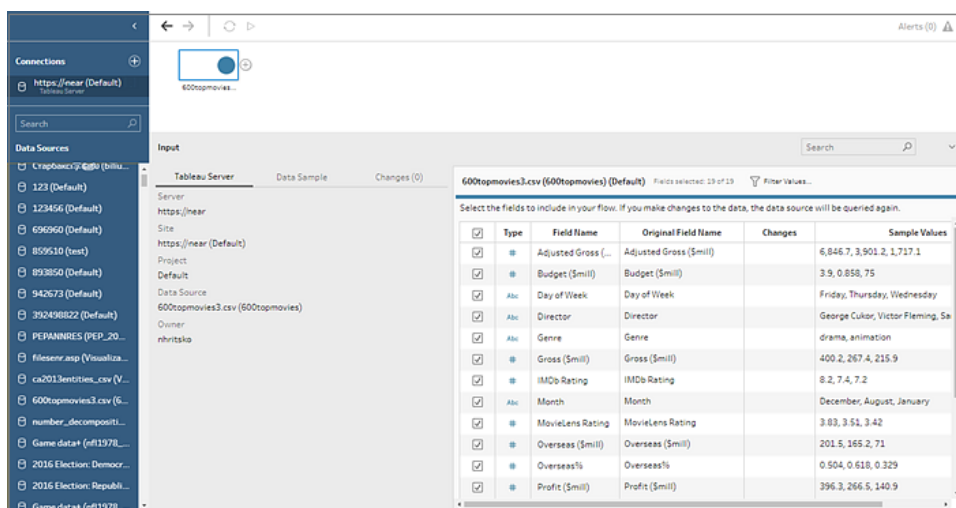 Alerts (0)
Connections
https://near (Default)
Tableau Server
600topmovies...
Search
Data Sources
123 (Default)
123456 (Default)
696960 (Default)
859510 (test)
893850 (Default)
942673 (Default)
392498822 (Default)
PEPANNRES (PEP_20...
filesenr.asp (Visualiza...
ca2013entities_csv (V...
600topmovies3.csv (6...
number_decompositi...
Game data+ (nfl1978_...
2016 Election: Democr...
2016 Election: Republi...
Game data+ (nfl1978
Input
Search
Tableau Server Data Sample Changes (0)
Server
https://near
Site
https://near (Default)
Project
Default
Data Source
600topmovies3.csv (600topmovies)
Owner
nhritsko
600topmovies3.csv (600topmovies) (Default) Fields selected: 19 of 19 Filter Values...
Select the fields to include in your flow. If you make changes to the data, the data source will be queried again.
Type Field Name Original Field Name Changes Sample Values
# Adjusted Gross (... Adjusted Gross ($mill) 6,846.7, 3,901.2, 1,717.1
# Budget ($mill) Budget ($mill) 3.9, 0.858, 75
Abc Day of Week Day of Week Friday, Thursday, Wednesday
Abc Director Director George Cukor, Victor Fleming, Sa
Abc Genre Genre drama, animation
# Gross ($mill) Gross ($mill) 400.2, 267.4, 215.9
# IMDb Rating IMDb Rating 8.2, 7.4, 7.2
Abc Month Month December, August, January
# MovieLens Rating MovieLens Rating 3.83, 3.51, 3.42
# Overseas ($mill) Overseas ($mill) 201.5, 165.2, 71
# Overseas% Overseas% 0.504, 0.618, 0.329
# Profit ($mill) Profit ($mill) 396.3, 266.5, 140.9